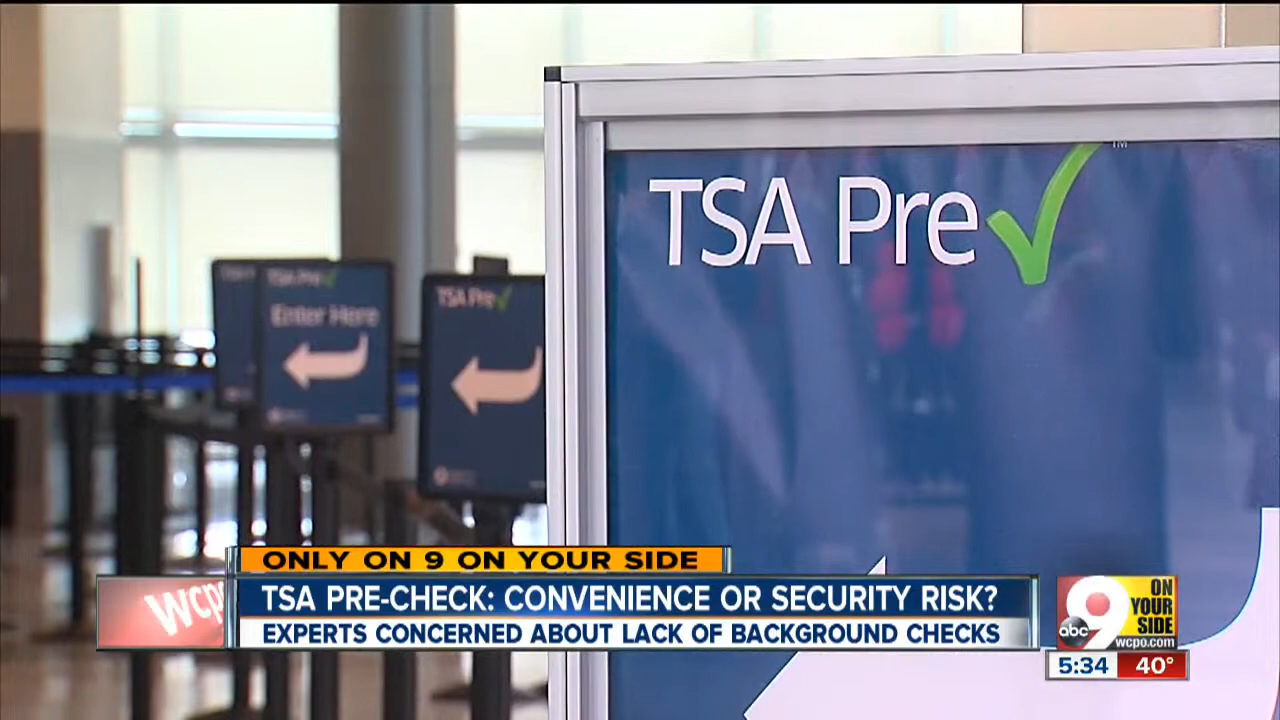 TSA Pre✓™
TSA Pre✓
Enter Here
TSA Pre✓
ONLY ON 9 ON YOUR SIDE
wcpo
TSA PRE-CHECK: CONVENIENCE OR SECURITY RISK?
EXPERTS CONCERNED ABOUT LACK OF BACKGROUND CHECKS
abc 9 ON YOUR SIDE
wcpo.com
5:34 40°